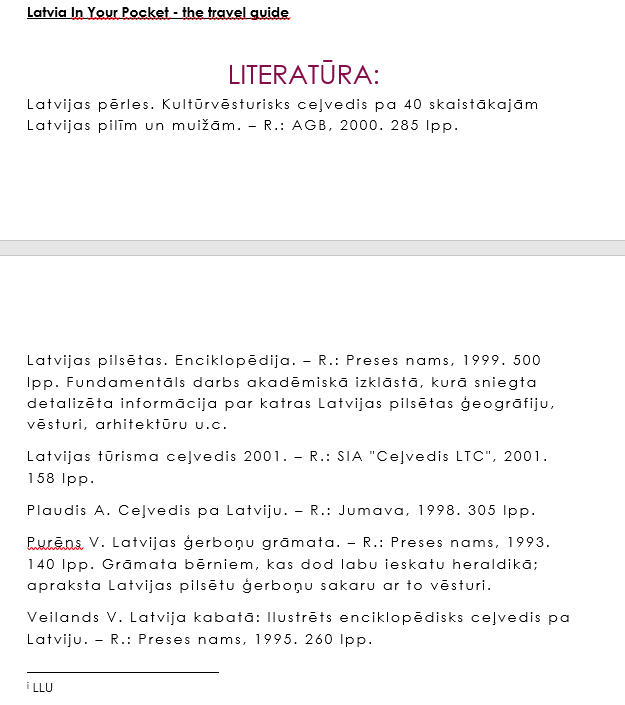 Latvia In Your Pocket - the travel guide
LITERATŪRA:
Latvijas pērles. Kultūrvēsturisks ceļvedis pa 40 skaistākajām
Latvijas pilīm un muižām. – R.: AGB, 2000. 285 lpp.
Latvijas pilsētas. Enciklopēdija. – R.: Preses nams, 1999. 500
lpp. Fundamentāls darbs akadēmiskā izklāstā, kurā sniegta
detalizēta informācija par katras Latvijas pilsētas ģeogrāfiju,
vēsturi, arhitektūru u.c.
Latvijas tūrisma ceļvedis 2001. – R.: SIA "Ceļvedis LTC", 2001.
158 lpp.
Plaudis A. Ceļvedis pa Latviju. – R.: Jumava, 1998. 305 lpp.
Purēns V. Latvijas ģerboņu grāmata. – R.: Preses nams, 1993.
140 lpp. Grāmata bērniem, kas dod labu ieskatu heraldikā;
apraksta Latvijas pilsētu ģerboņu sakaru ar to vēsturi.
Veilands V. Latvija kabatā: Ilustrēts enciklopēdisks ceļvedis pa
Latviju. – R.: Preses nams, 1995. 260 lpp.
i LLU